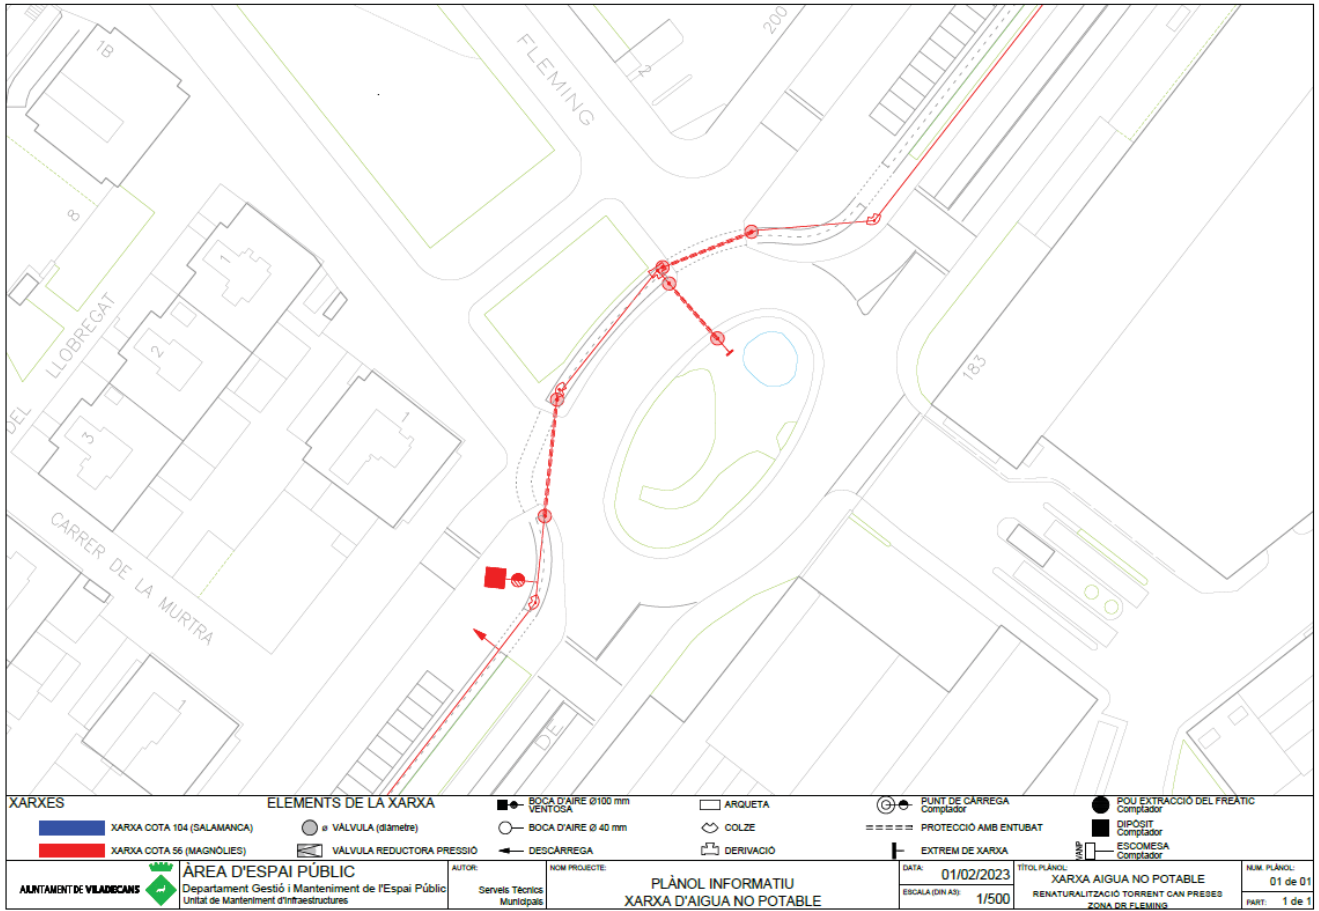 1B
FLEMING
2
200
8
1
LLOBREGAT
2
DEL
3
1
183
CARRER DE LA MURTRA
1
DE
XARXES
XARXA COTA 104 (SALAMANCA)
XARXA COTA 56 (MAGNÒLIES)
ELEMENTS DE LA XARXA
ø VÀLVULA (diàmetre)
VÀLVULA REDUCTORA PRESSIÓ
BOCA D'AIRE Ø100 mm
VENTOSA
BOCA D'AIRE Ø 40 mm
DESCÀRREGA
ARQUETA
COLZE
DERIVACIÓ
PUNT DE CÀRREGA
Comptador
PROTECCIÓ AMB ENTUBAT
EXTREM DE XARXA
POU EXTRACCIÓ DEL FREÀTIC
Comptador
DIPÒSIT
Comptador
ESCOMESA
Comptador
AJUNTAMENT DE VILADECANS
ÀREA D'ESPAI PÚBLIC
Departament Gestió i Manteniment de l'Espai Públic
Unitat de Manteniment d'Infraestructures
AUTOR:
Serveis Tècnics
Municipals
NOM PROJECTE:
PLÀNOL INFORMATIU
XARXA D'AIGUA NO POTABLE
DATA:
01/02/2023
ESCALA (DIN A3):
1/500
TÍTOL PLÀNOL:
XARXA AIGUA NO POTABLE
RENATURALITZACIÓ TORRENT CAN PRESES
ZONA DR FLEMING
NUM. PLÀNOL:
01 de 01
PART:
1 de 1